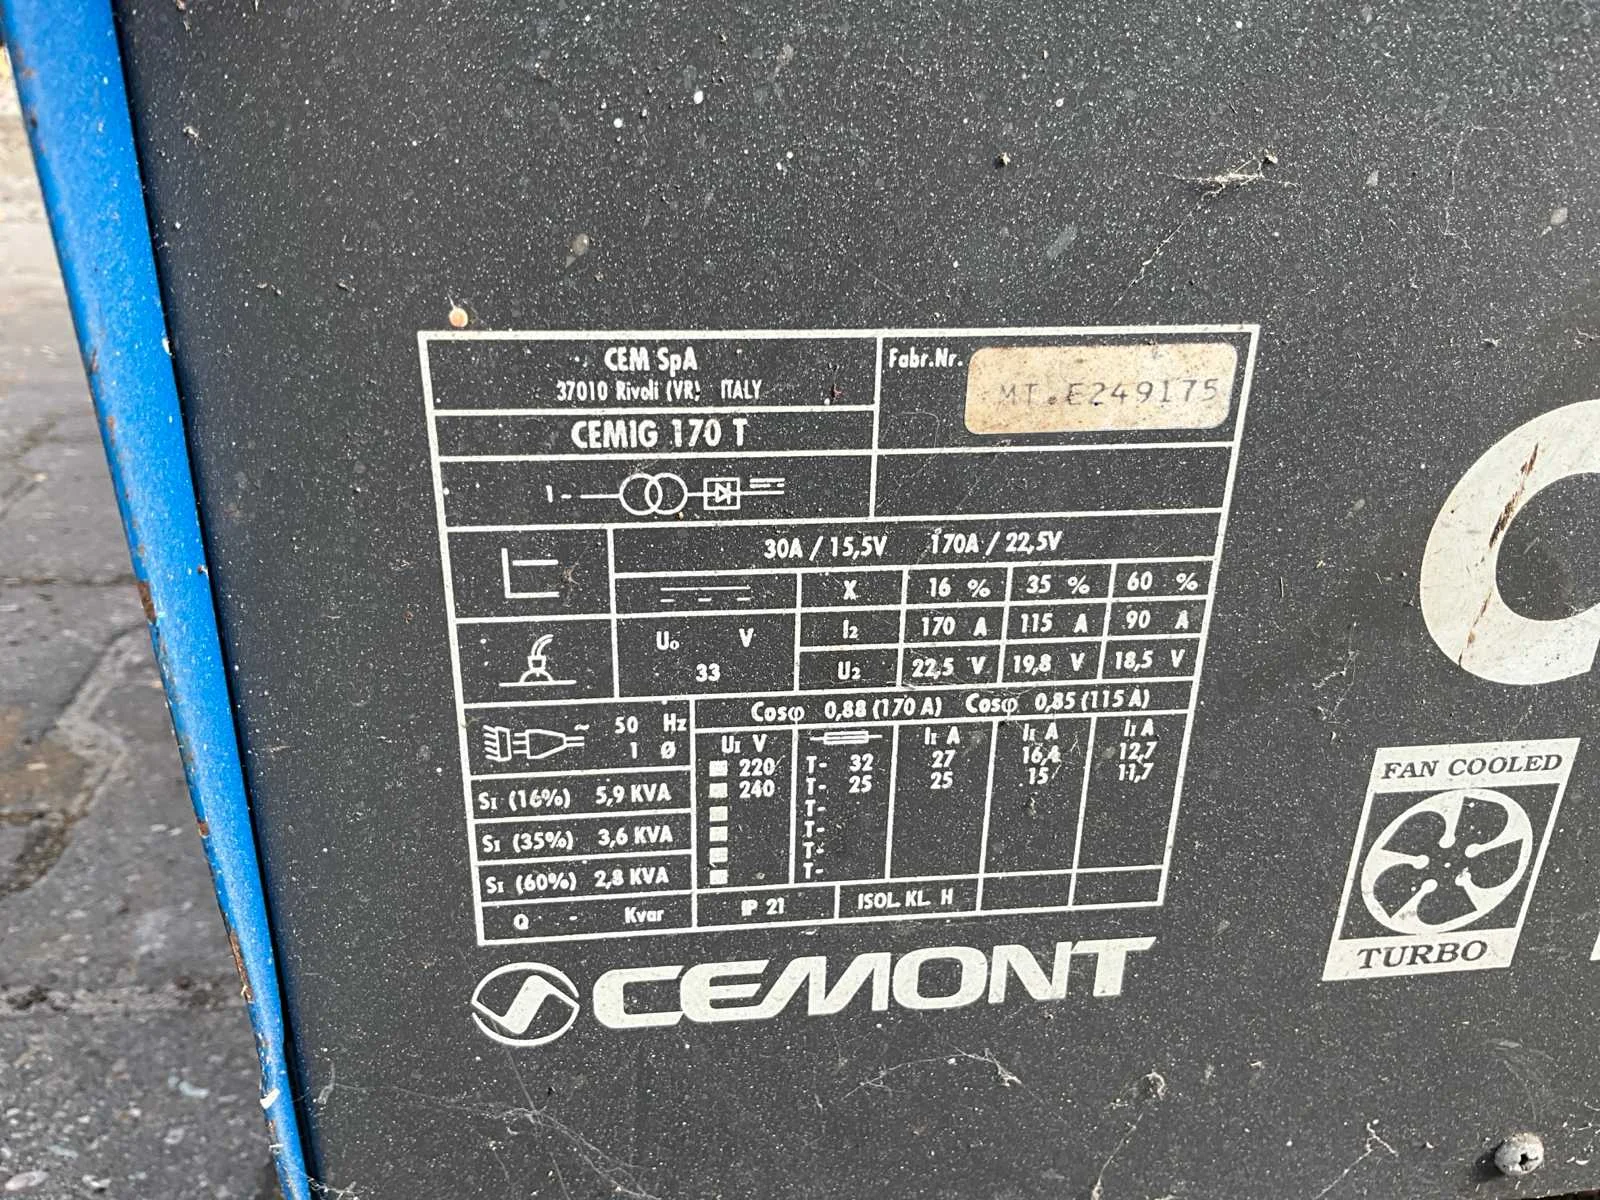 CEM SpA
37010 Rivoli (VR) ITALY
Fabr.Nr. MT.E249175
CEMIG 170 T
1~
30A / 15,5V 170A / 22,5V
X 16 % 35 % 60 %
U₀ V
33
I₂ 170 A 115 A 90 A
U₂ 22,5 V 19,8 V 18,5 V
~ 50 Hz
1 Ø
Cosφ 0,88 (170 A) Cosφ 0,85 (115 A)
U₁ V I₁ A I₁ A I₁ A
220 T- 32 27 16,4 12,7
240 T- 25 25 15 11,7
T-
T-
T-
T-
S₁ (16%) 5,9 KVA
S₁ (35%) 3,6 KVA
S₁ (60%) 2,8 KVA
Q - Kvar
IP 21 ISOL. KL. H
CEMONT
FAN COOLED
TURBO